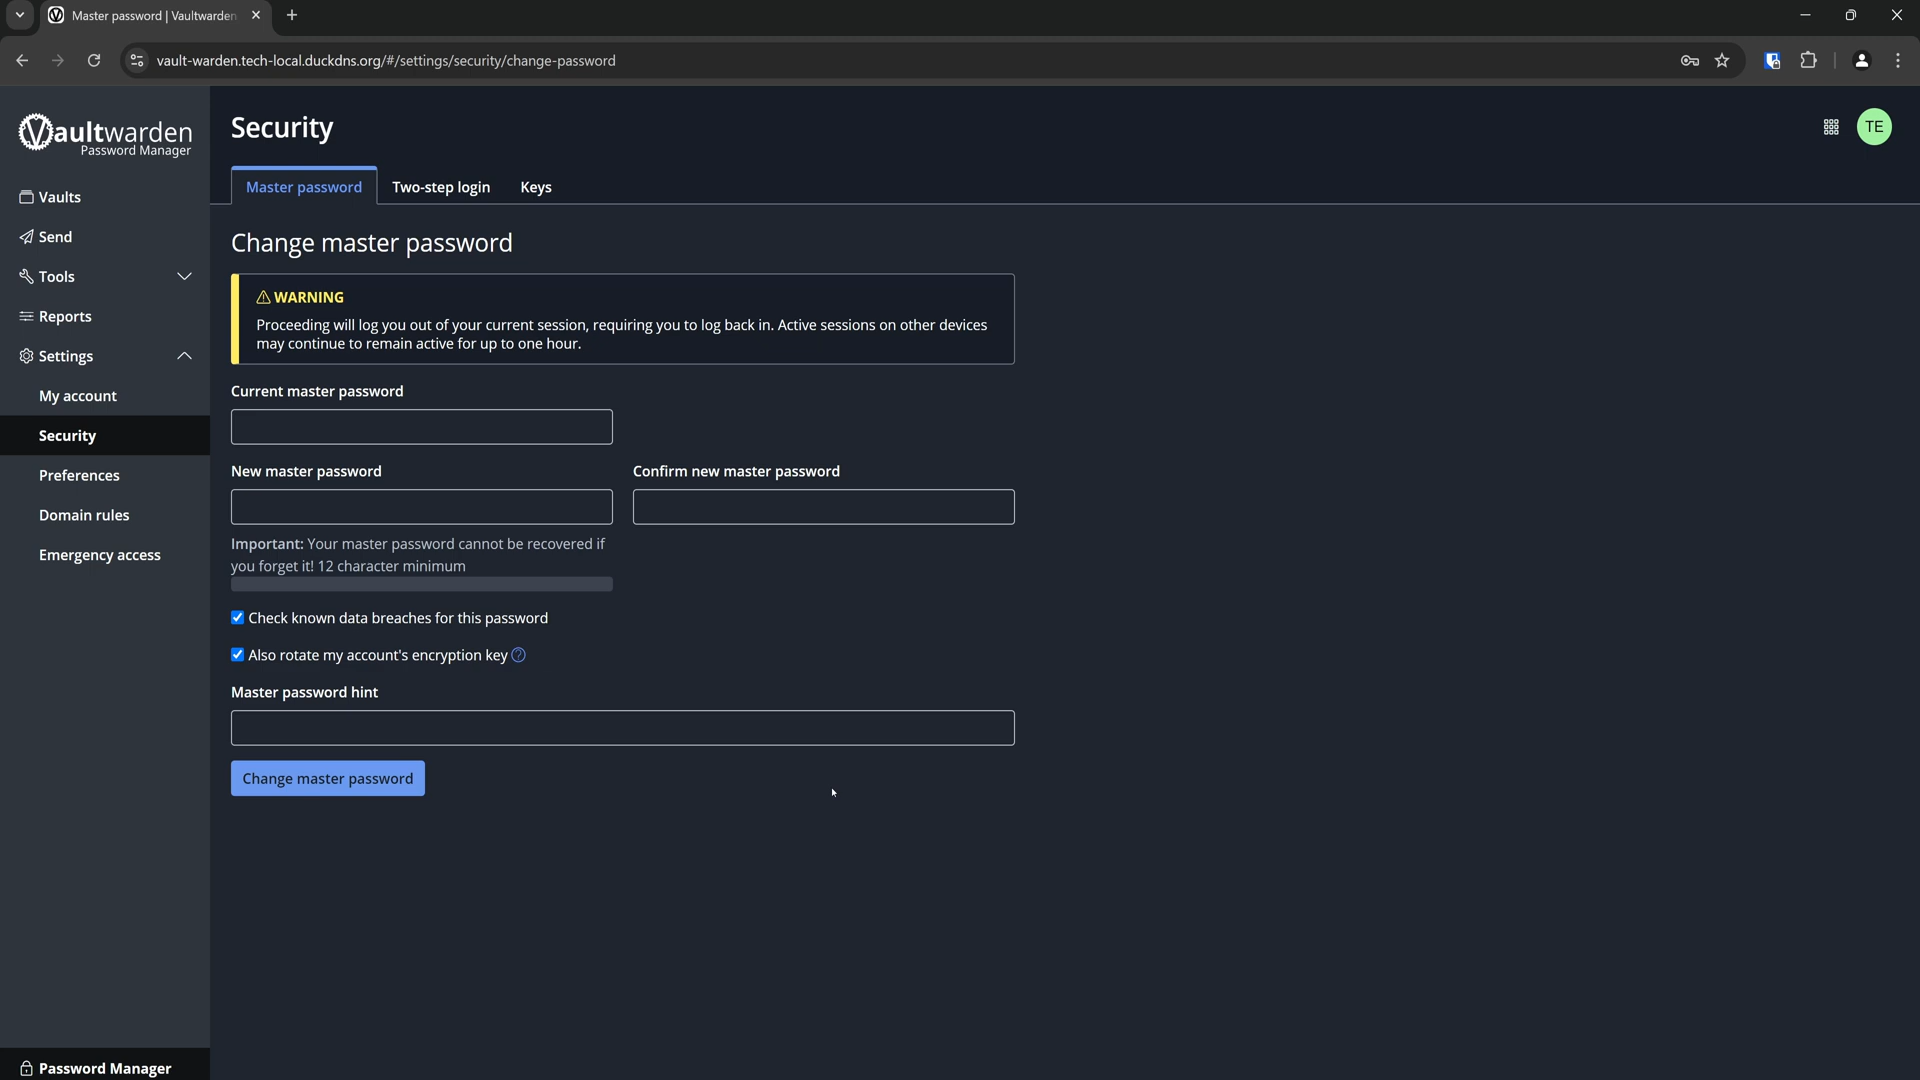 Master password | Vaultwarden
vault-warden.tech-local.duckdns.org/#/settings/security/change-password
Vaultwarden
Password Manager
Vaults
Send
Tools
Reports
Settings
My account
Security
Preferences
Domain rules
Emergency access
Password Manager
Security
TE
Master password
Two-step login
Keys
Change master password
WARNING
Proceeding will log you out of your current session, requiring you to log back in. Active sessions on other devices
may continue to remain active for up to one hour.
Current master password
New master password
Confirm new master password
Important: Your master password cannot be recovered if
you forget it! 12 character minimum
Check known data breaches for this password
Also rotate my account's encryption key
Master password hint
Change master password